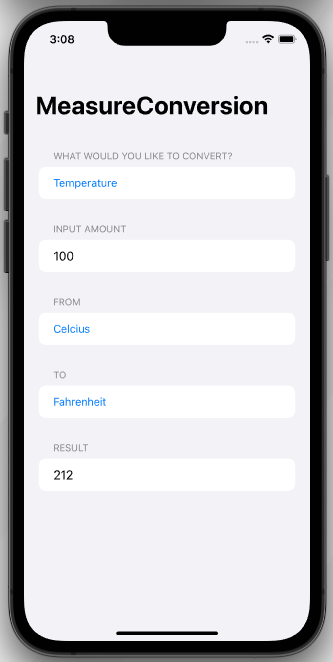 3:08
MeasureConversion
WHAT WOULD YOU LIKE TO CONVERT?
Temperature
INPUT AMOUNT
100
FROM
Celcius
TO
Fahrenheit
RESULT
212